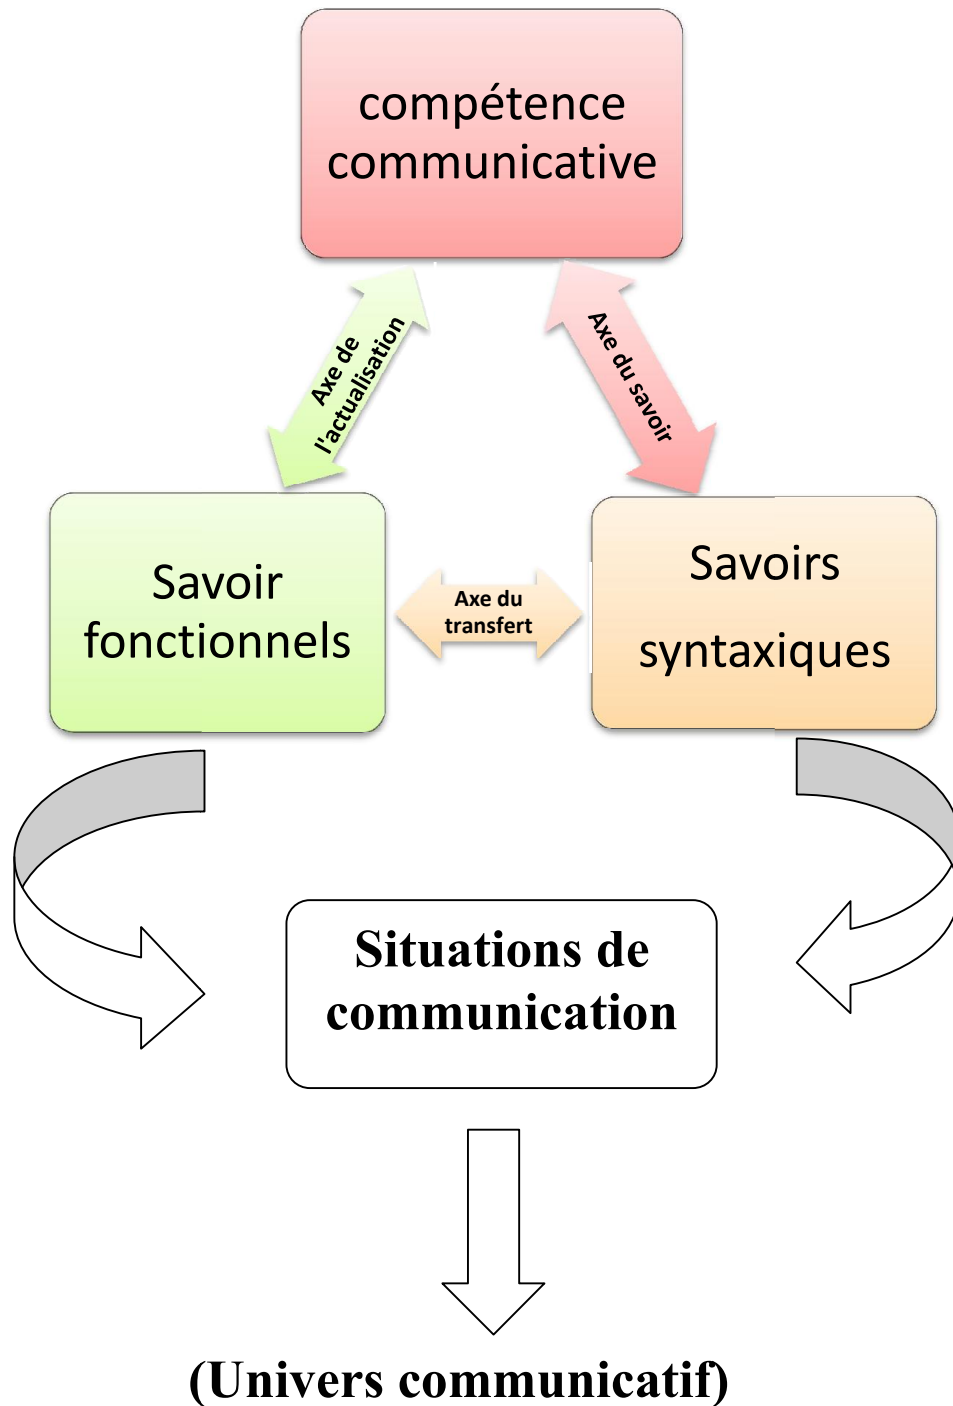 compétence
communicative
Axe de
l'actualisation
Axe du savoir
Savoir
fonctionnels
Axe du
transfert
Savoirs
syntaxiques
Situations de
communication
(Univers communicatif)